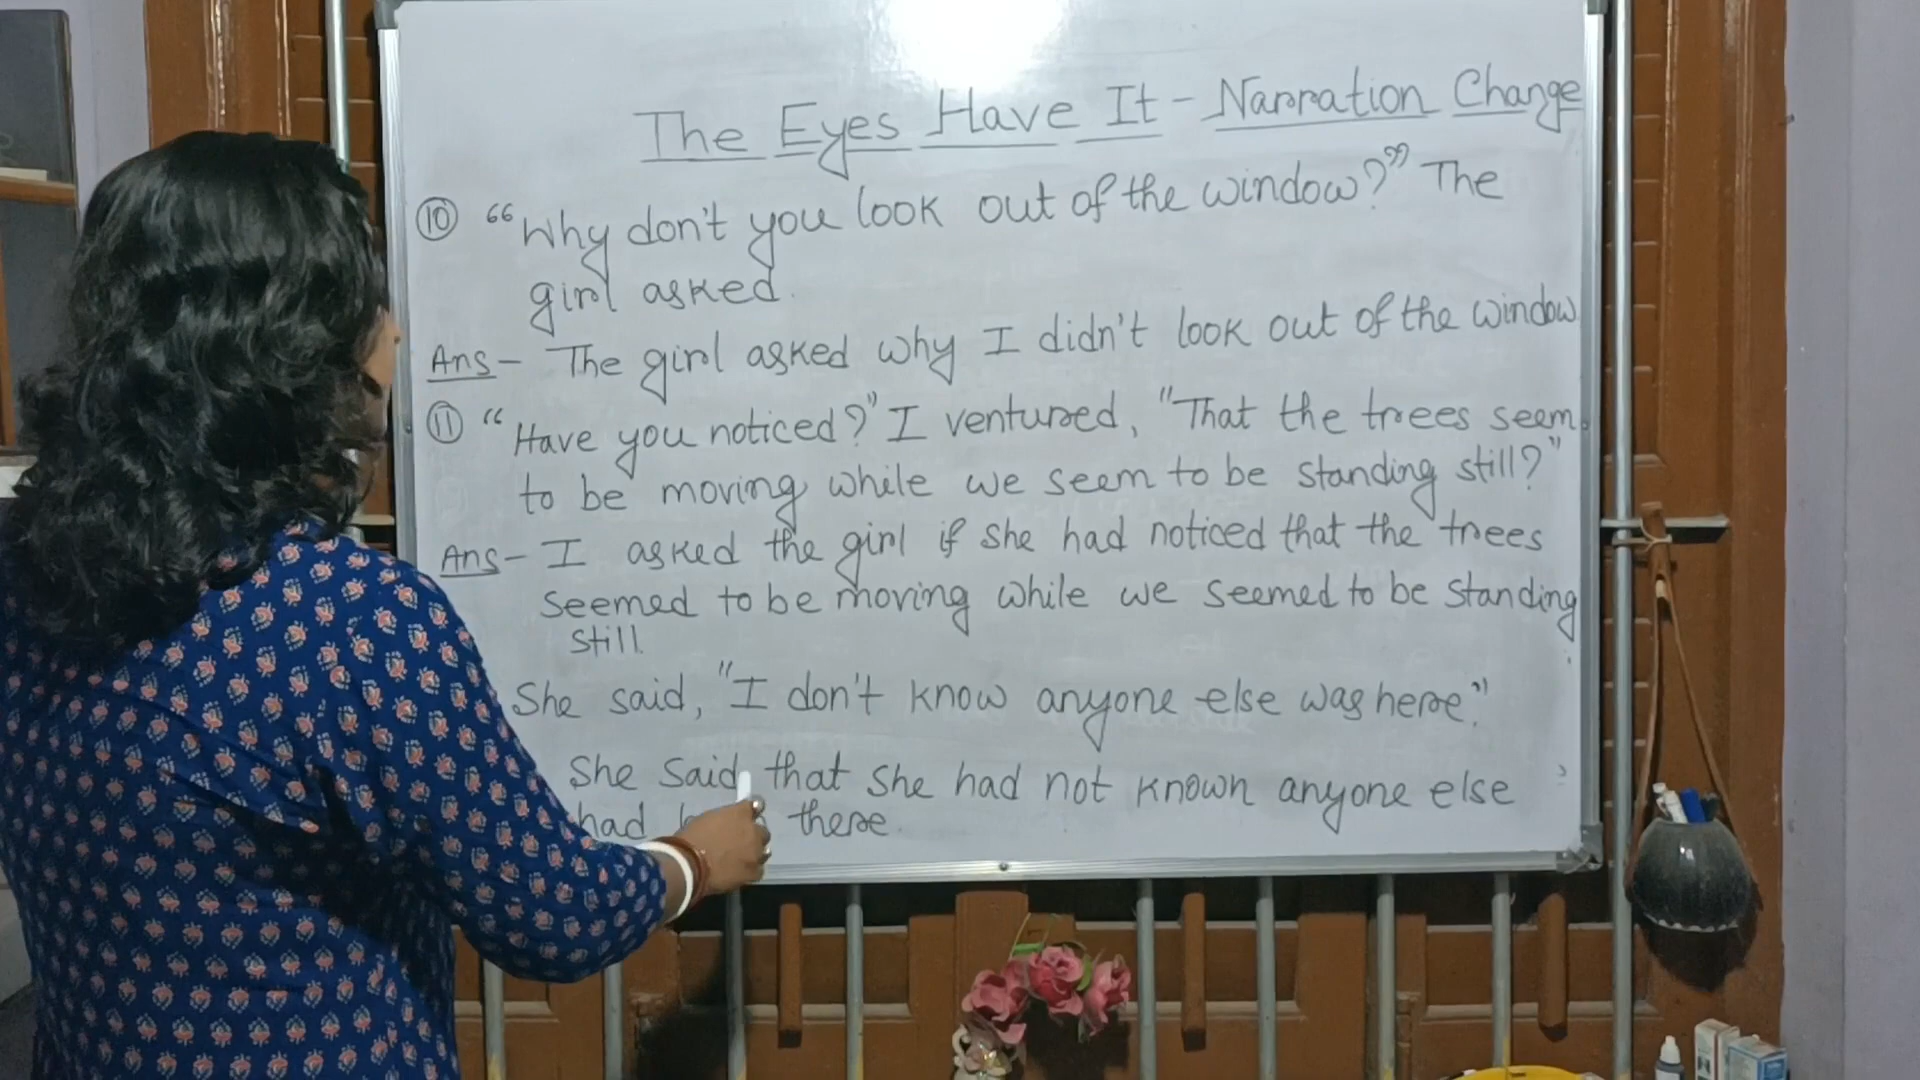 The Eyes Have It - Narration Change
⑩ "Why don't you look out of the window?" The
girl asked.
Ans- The girl asked why I didn't look out of the window.
⑪ "Have you noticed?" I ventured, "That the trees seem
to be moving while we seem to be standing still?"
Ans- I asked the girl if she had noticed that the trees
seemed to be moving while we seemed to be standing
still.
She said, "I don't know anyone else was here."
She said that she had not known anyone else
had there.